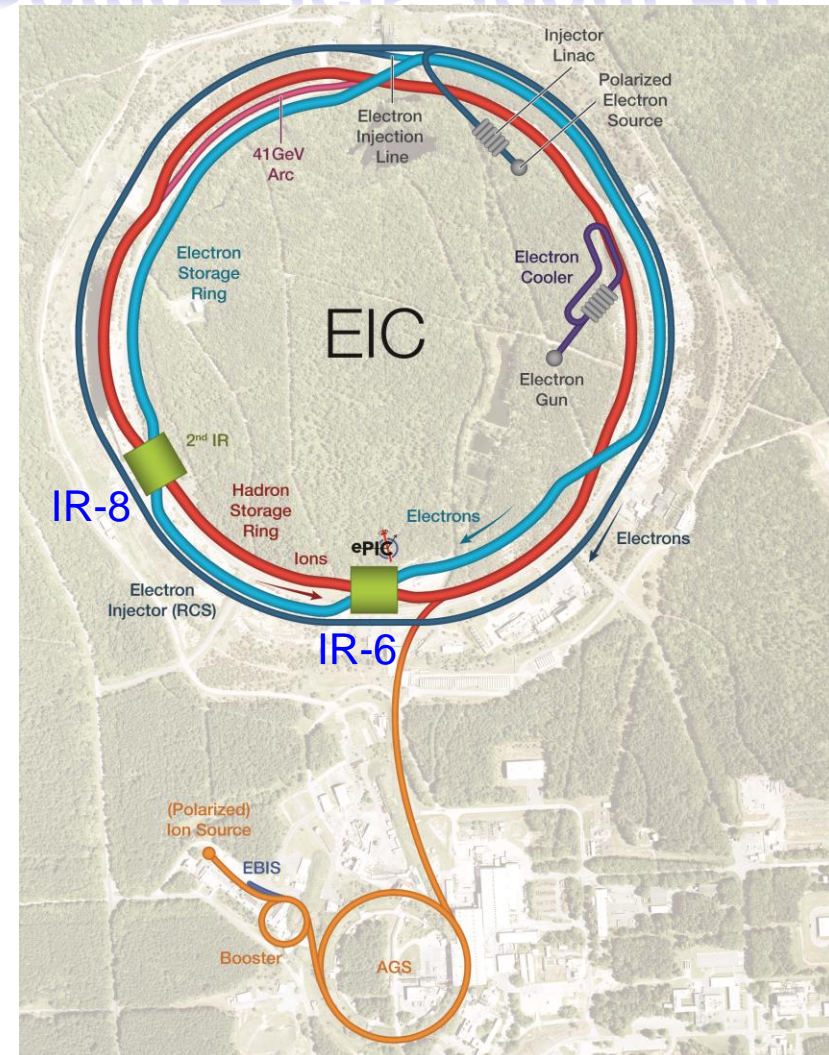 Injector
Linac
Polarized
Electron
Source
Electron
Injection
Line
41GeV
Arc
Electron
Storage
Ring
Electron
Cooler
EIC
Electron
Gun
2nd IR
IR-8
Hadron
Storage
Ring
Electrons
ePIC
Ions
Electrons
Electron
Injector (RCS)
IR-6
(Polarized)
Ion Source
EBIS
Booster
AGS